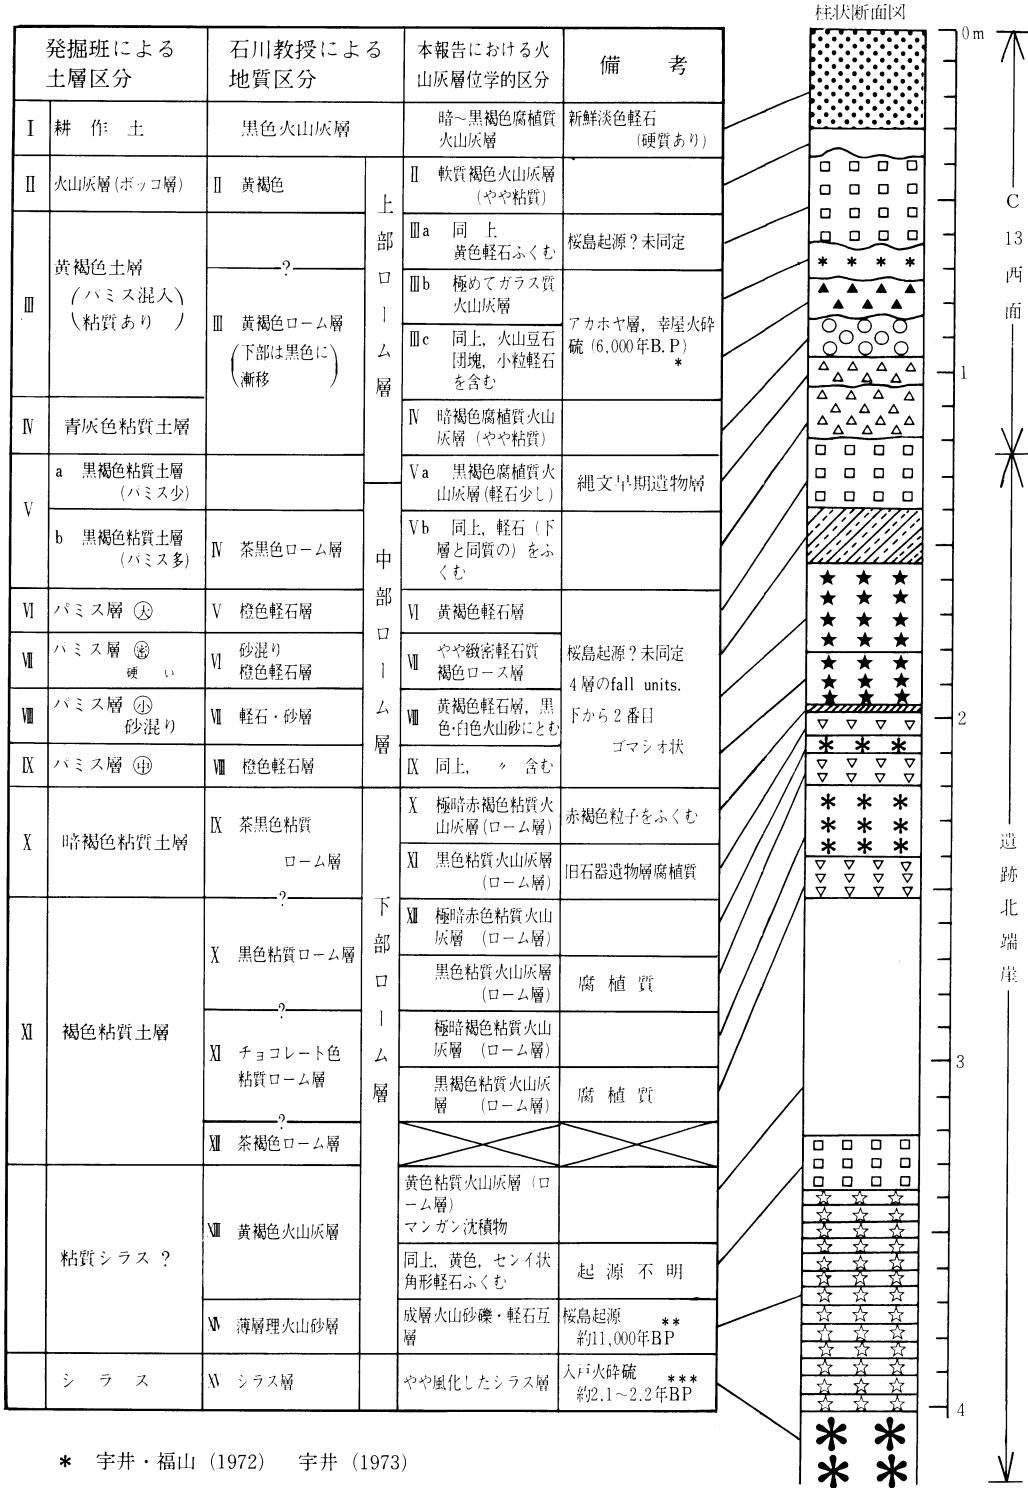 柱状断面図
発掘班による
土層区分
石川教授による
地質区分
本報告における火
山灰層位学的区分
備 考
Ⅰ 耕 作 土
黒色火山灰層
暗～黒褐色腐植質
火山灰層
新鮮淡色軽石
(硬質あり)
Ⅱ 火山灰層(ボッコ層)
Ⅱ 黄褐色
上部ローム層
Ⅱ 軟質褐色火山灰層
(やや粘質)
Ⅲ
黄褐色土層
(パミス混入
粘質あり)
?
Ⅲ 黄褐色ローム層
(下部は黒色に
漸移)
Ⅲa 同 上
黄色軽石ふくむ
桜島起源?未同定
Ⅲb 極めてガラス質
火山灰層
Ⅲc 同上, 火山豆石
団塊, 小粒軽石
を含む
アカホヤ層, 幸屋火砕
硫 (6,000年B.P)
*
Ⅳ 青灰色粘質土層
Ⅳ 暗褐色腐植質火山
灰層 (やや粘質)
Ⅴ
a 黒褐色粘質土層
(パミス少)
b 黒褐色粘質土層
(パミス多)
Ⅳ 茶黒色ローム層
中部ローム層
Ⅴa 黒褐色腐植質火
山灰層(軽石少し)
縄文早期遺物層
Ⅴb 同上, 軽石 (下
層と同質の) をふ
くむ
Ⅵ パミス層 ㊅大
Ⅴ 橙色軽石層
Ⅵ 黄褐色軽石層
Ⅶ パミス層 密
硬 い
Ⅵ 砂混り
橙色軽石層
Ⅶ やや緻密軽石質
褐色ロース層
桜島起源?未同定
4層のfall units.
下から2番目
ゴマシオ状
Ⅷ パミス層 小
砂混り
Ⅶ 軽石・砂層
Ⅷ 黄褐色軽石層, 黒
色・白色火山砂にとむ
Ⅸ パミス層 ㊥
Ⅷ 橙色軽石層
Ⅸ 同上, 〃 含む
Ⅹ 暗褐色粘質土層
Ⅸ 茶黒色粘質
ローム層
下部ローム層
Ⅹ 極暗赤褐色粘質火
山灰層(ローム層)
赤褐色粒子をふくむ
Ⅺ 黒色粘質火山灰層
(ローム層)
旧石器遺物層腐植質
?
Ⅺ 褐色粘質土層
Ⅹ 黒色粘質ローム層
Ⅻ 極暗赤色粘質火山
灰層 (ローム層)
黒色粘質火山灰層
(ローム層)
腐 植 質
?
Ⅺ チョコレート色
粘質ローム層
極暗褐色粘質火山
灰層 (ローム層)
黒褐色粘質火山灰
層 (ローム層)
腐 植 質
?
Ⅻ 茶褐色ローム層
粘質シラス ?
XIII 黄褐色火山灰層
黄色粘質火山灰層 (ロ
ーム層)
マンガン沈積物
同上, 黄色, センイ状
角形軽石ふくむ
起 源 不 明
XIV 薄層理火山砂層
成層火山砂礫・軽石互
層
桜島起源 **
約11,000年BP
シ ラ ス
XV シラス層
やや風化したシラス層
入戸火砕硫 ***
約2.1～2.2年BP
0m
1
2
3
4
C
13
西
面
遺
跡
北
端
崖
* 宇井・福山 (1972) 宇井 (1973)